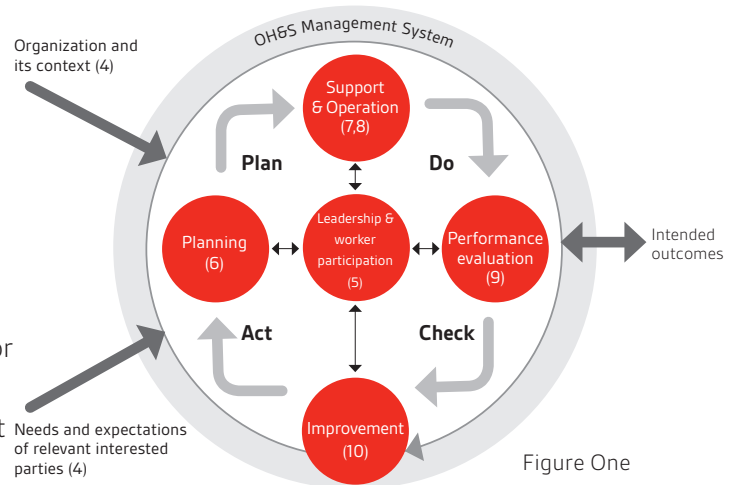 OH&S Management System
Organization and
its context (4)
Support
& Operation
(7,8)
Plan
Do
Planning
(6)
Leadership &
worker
participation
(5)
Performance
evaluation
(9)
Intended
outcomes
Act
Check
or
t
Needs and expectations
of relevant interested
parties (4)
Improvement
(10)
Figure One